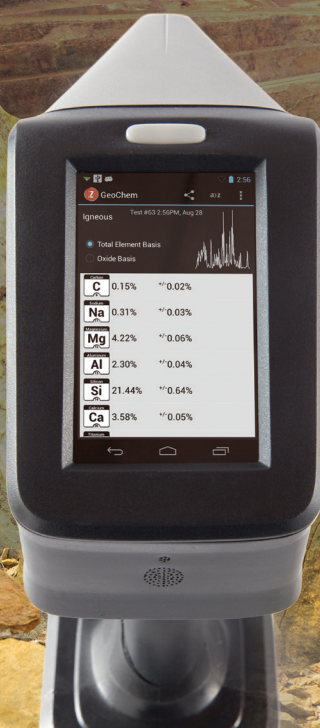 2:56
Z GeoChem a↕z
Igneous Test #63 2:56PM, Aug 28
Total Element Basis
Oxide Basis
Carbon
C 0.15% +/- 0.02%
Sodium
Na 0.31% +/- 0.03%
Magnesium
Mg 4.22% +/- 0.06%
Aluminum
Al 2.30% +/- 0.04%
Silicon
Si 21.44% +/- 0.64%
Calcium
Ca 3.58% +/- 0.05%
Titanium